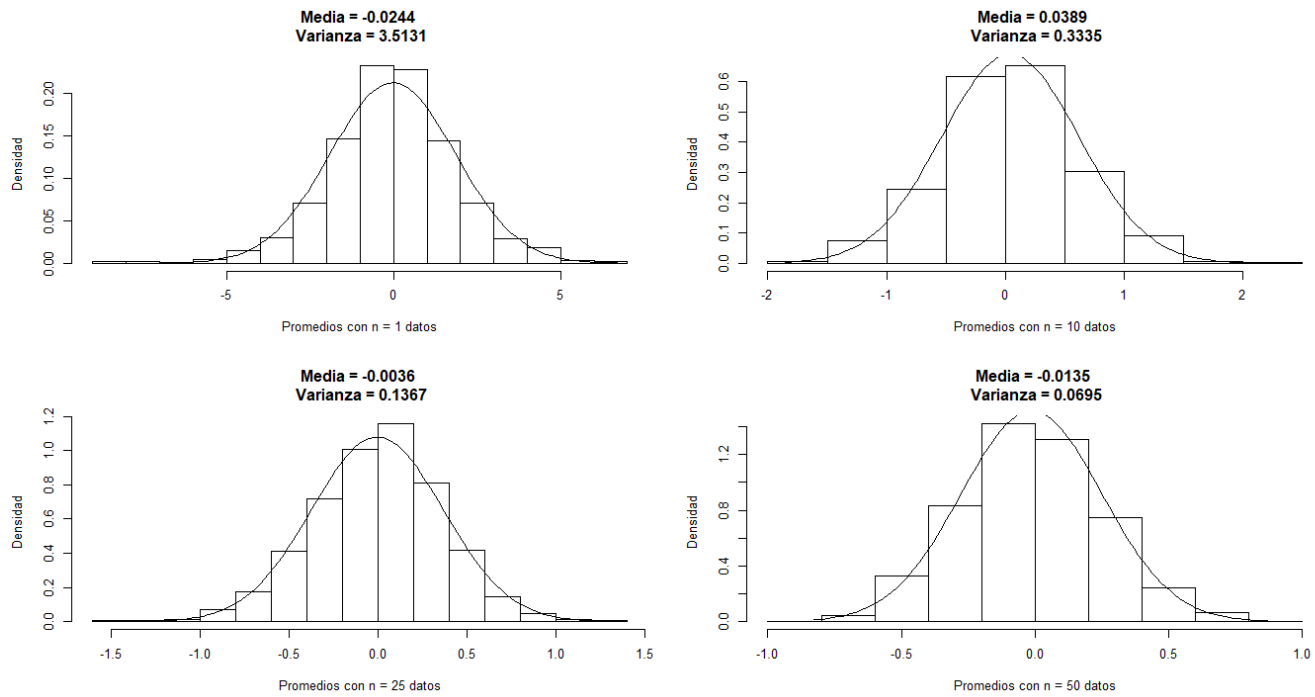 Media = -0.0244
Varianza = 3.5131
Densidad
0.20
0.15
0.10
0.05
0.00
-5 0 5
Promedios con n = 1 datos
Media = 0.0389
Varianza = 0.3335
Densidad
0.6
0.5
0.4
0.3
0.2
0.1
0.0
-2 -1 0 1 2
Promedios con n = 10 datos
Media = -0.0036
Varianza = 0.1367
Densidad
1.2
1.0
0.8
0.6
0.4
0.2
0.0
-1.5 -1.0 -0.5 0.0 0.5 1.0 1.5
Promedios con n = 25 datos
Media = -0.0135
Varianza = 0.0695
Densidad
1.2
0.8
0.4
0.0
-1.0 -0.5 0.0 0.5 1.0
Promedios con n = 50 datos